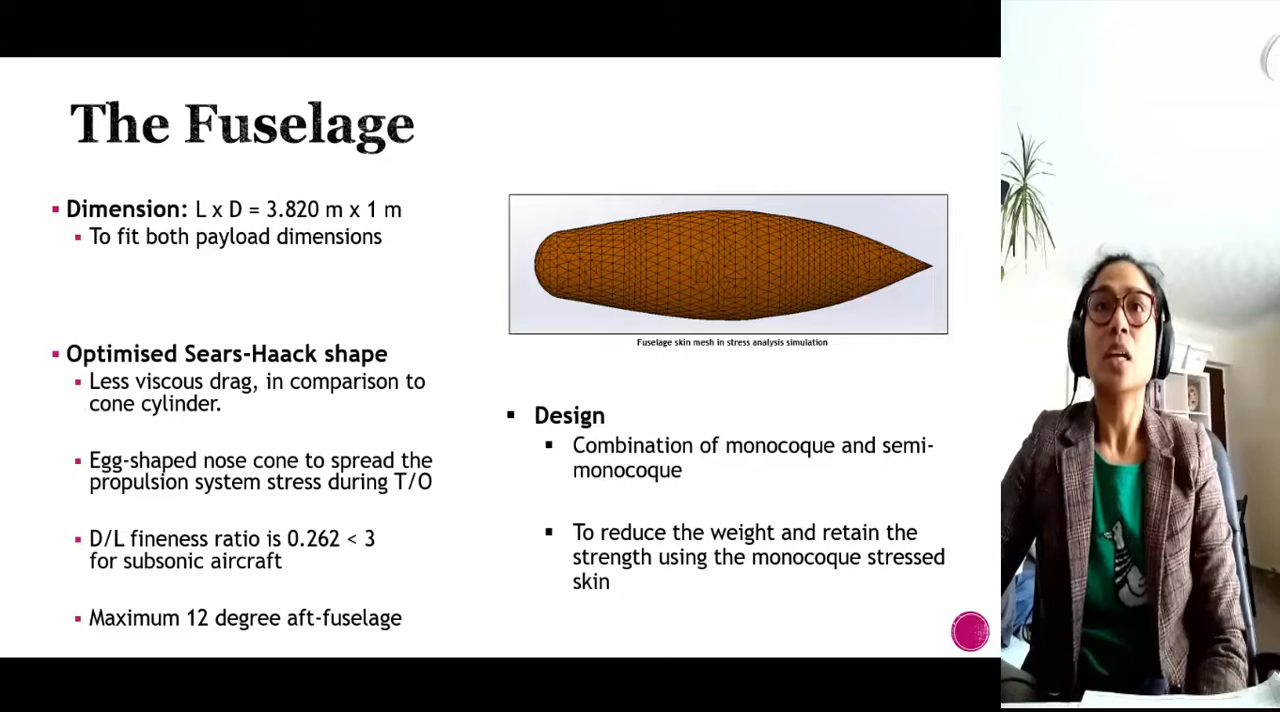 The Fuselage
Dimension: L x D = 3.820 m x 1 m
To fit both payload dimensions
Optimised Sears-Haack shape
Less viscous drag, in comparison to
cone cylinder.
Egg-shaped nose cone to spread the
propulsion system stress during T/O
D/L fineness ratio is 0.262 < 3
for subsonic aircraft
Maximum 12 degree aft-fuselage
Fuselage skin mesh in stress analysis simulation
Design
Combination of monocoque and semi-
monocoque
To reduce the weight and retain the
strength using the monocoque stressed
skin